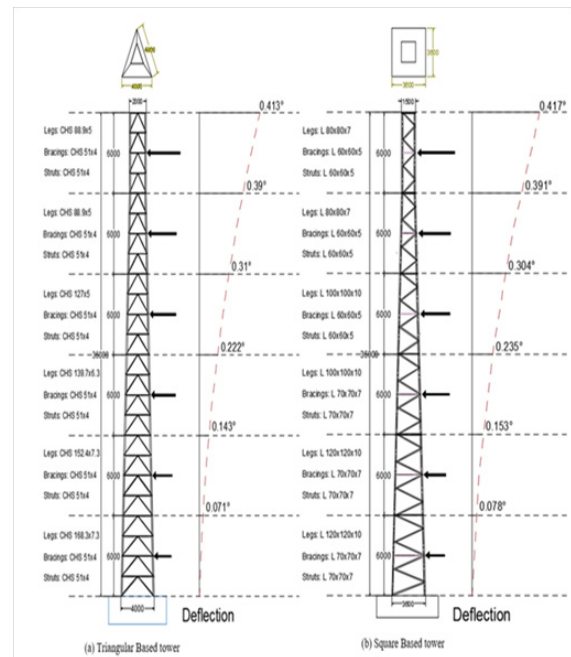 4000
4000
2000
0.413°
Legs: CHS 88.9x5
Bracings: CHS 51x4
Struts: CHS 51x4
6000
0.39°
Legs: CHS 88.9x5
Bracings: CHS 51x4
Struts: CHS 51x4
6000
0.31°
Legs: CHS 127x5
Bracings: CHS 51x4
Struts: CHS 51x4
6000
36000
0.222°
Legs: CHS 139.7x6.3
Bracings: CHS 51x4
Struts: CHS 51x4
6000
0.143°
Legs: CHS 152.4x7.3
Bracings: CHS 51x4
Struts: CHS 51x4
6000
0.071°
Legs: CHS 168.3x7.3
Bracings: CHS 51x4
Struts: CHS 51x4
6000
4000
Deflection
(a) Triangular Based tower
3600
3600
1500
0.417°
Legs: L 80x80x7
Bracings: L 60x60x5
Struts: L 60x60x5
6000
0.391°
Legs: L 80x80x7
Bracings: L 60x60x5
Struts: L 60x60x5
6000
0.304°
Legs: L 100x100x10
Bracings: L 60x60x5
Struts: L 60x60x5
6000
36000
0.235°
Legs: L 100x100x10
Bracings: L 70x70x7
Struts: L 70x70x7
6000
0.153°
Legs: L 120x120x10
Bracings: L 70x70x7
Struts: L 70x70x7
6000
0.078°
Legs: L 120x120x10
Bracings: L 70x70x7
Struts: L 70x70x7
6000
3600
Deflection
(b) Square Based tower